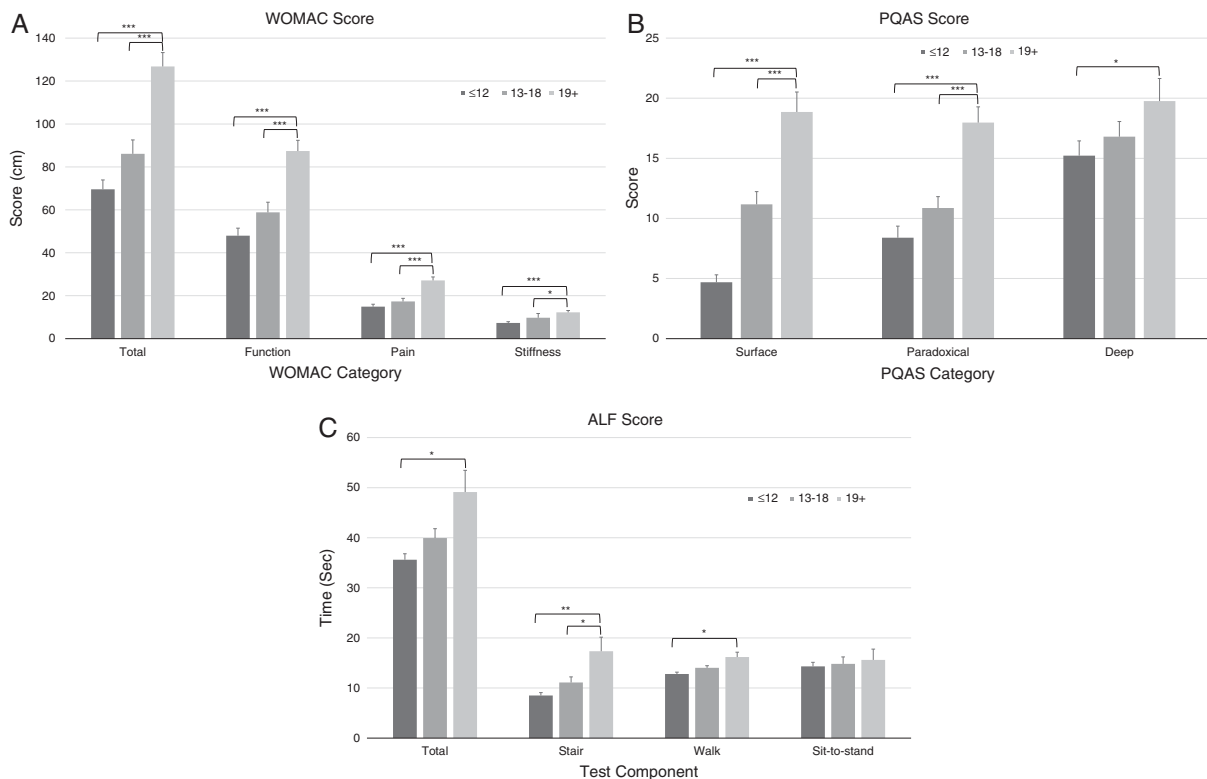 A
WOMAC Score
≤12 13-18 19+
Score (cm)
140
120
100
80
60
40
20
0
***
***
***
***
***
***
***
*
Total Function Pain Stiffness
WOMAC Category
B
PQAS Score
≤12 13-18 19+
Score
25
20
15
10
5
0
***
***
***
***
*
Surface Paradoxical Deep
PQAS Category
C
ALF Score
≤12 13-18 19+
Time (Sec)
60
50
40
30
20
10
0
*
**
*
*
Total Stair Walk Sit-to-stand
Test Component